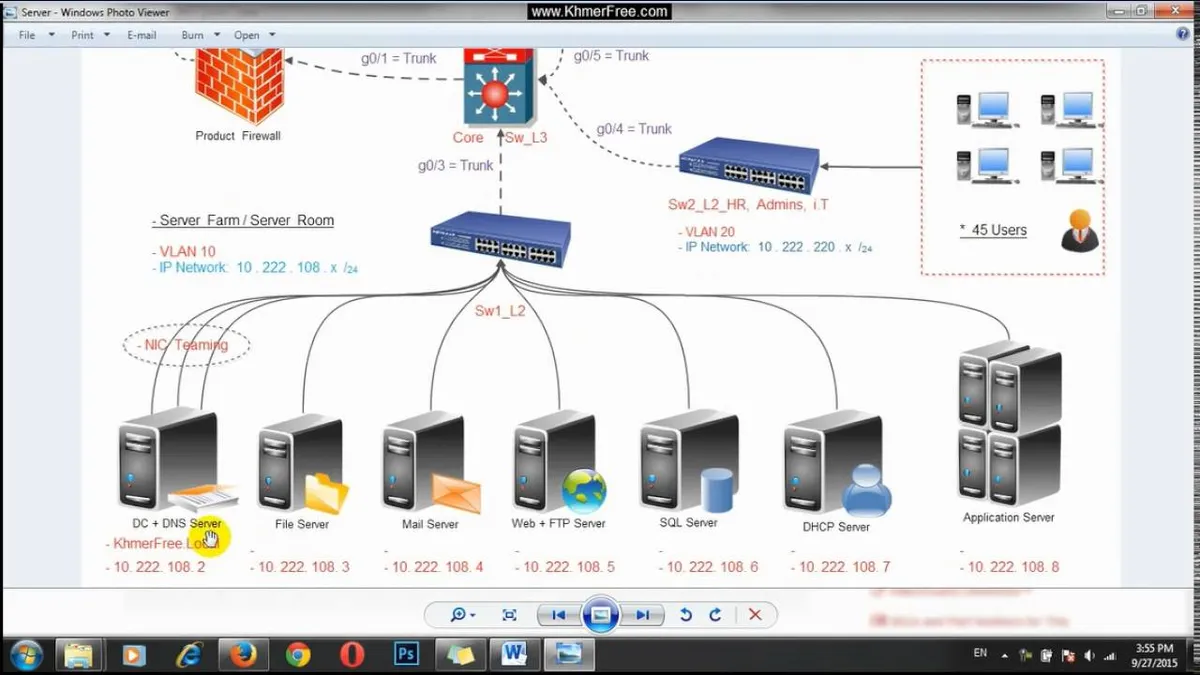 Server - Windows Photo Viewer
www.KhmerFree.com
File Print E-mail Burn Open
g0/1 = Trunk
g0/5 = Trunk
Product Firewall
Core Sw_L3
g0/4 = Trunk
g0/3 = Trunk
Sw2_L2_HR, Admins, i.T
- VLAN 20
- IP Network: 10 . 222 . 220 . x /24
* 45 Users
- Server Farm / Server Room
- VLAN 10
- IP Network: 10 . 222 . 108 . x /24
Sw1_L2
- NIC Teaming
DC + DNS Server
File Server
Mail Server
Web + FTP Server
SQL Server
DHCP Server
Application Server
- KhmerFree.Local
- 10. 222. 108. 2
- 10. 222. 108. 3
- 10. 222. 108. 4
- 10. 222. 108. 5
- 10. 222. 108. 6
- 10. 222. 108. 7
- 10. 222. 108. 8
Ps
W
EN
3:55 PM
9/27/2015